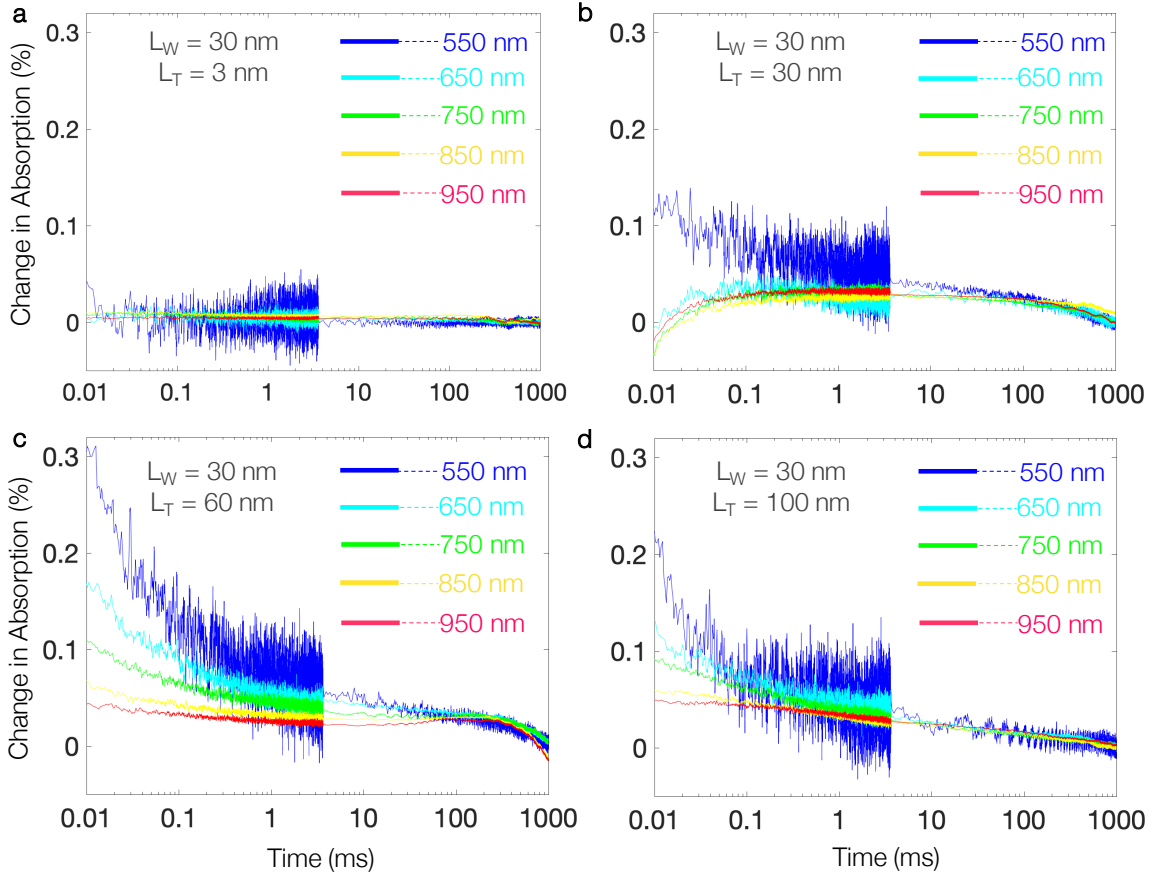 a
Change in Absorption (%)
0.3
0.2
0.1
0
L_W = 30 nm
L_T = 3 nm
550 nm
650 nm
750 nm
850 nm
950 nm
0.01 0.1 1 10 100 1000
b
0.3
0.2
0.1
0
L_W = 30 nm
L_T = 30 nm
550 nm
650 nm
750 nm
850 nm
950 nm
0.01 0.1 1 10 100 1000
c
Change in Absorption (%)
0.3
0.2
0.1
0
L_W = 30 nm
L_T = 60 nm
550 nm
650 nm
750 nm
850 nm
950 nm
0.01 0.1 1 10 100 1000
Time (ms)
d
0.3
0.2
0.1
0
L_W = 30 nm
L_T = 100 nm
550 nm
650 nm
750 nm
850 nm
950 nm
0.01 0.1 1 10 100 1000
Time (ms)